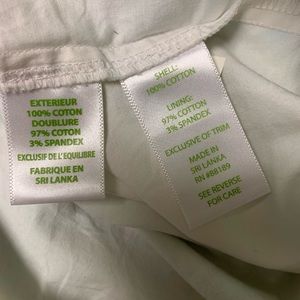 EXTERIEUR
100% COTON
DOUBLURE
97% COTON
3% SPANDEX
EXCLUSIF DE L'EQUILIBRE
FABRIQUE EN
SRI LANKA
SHELL:
100% COTTON
LINING:
97% COTTON
3% SPANDEX
EXCLUSIVE OF TRIM
MADE IN
SRI LANKA
RN #88189
SEE REVERSE
FOR CARE